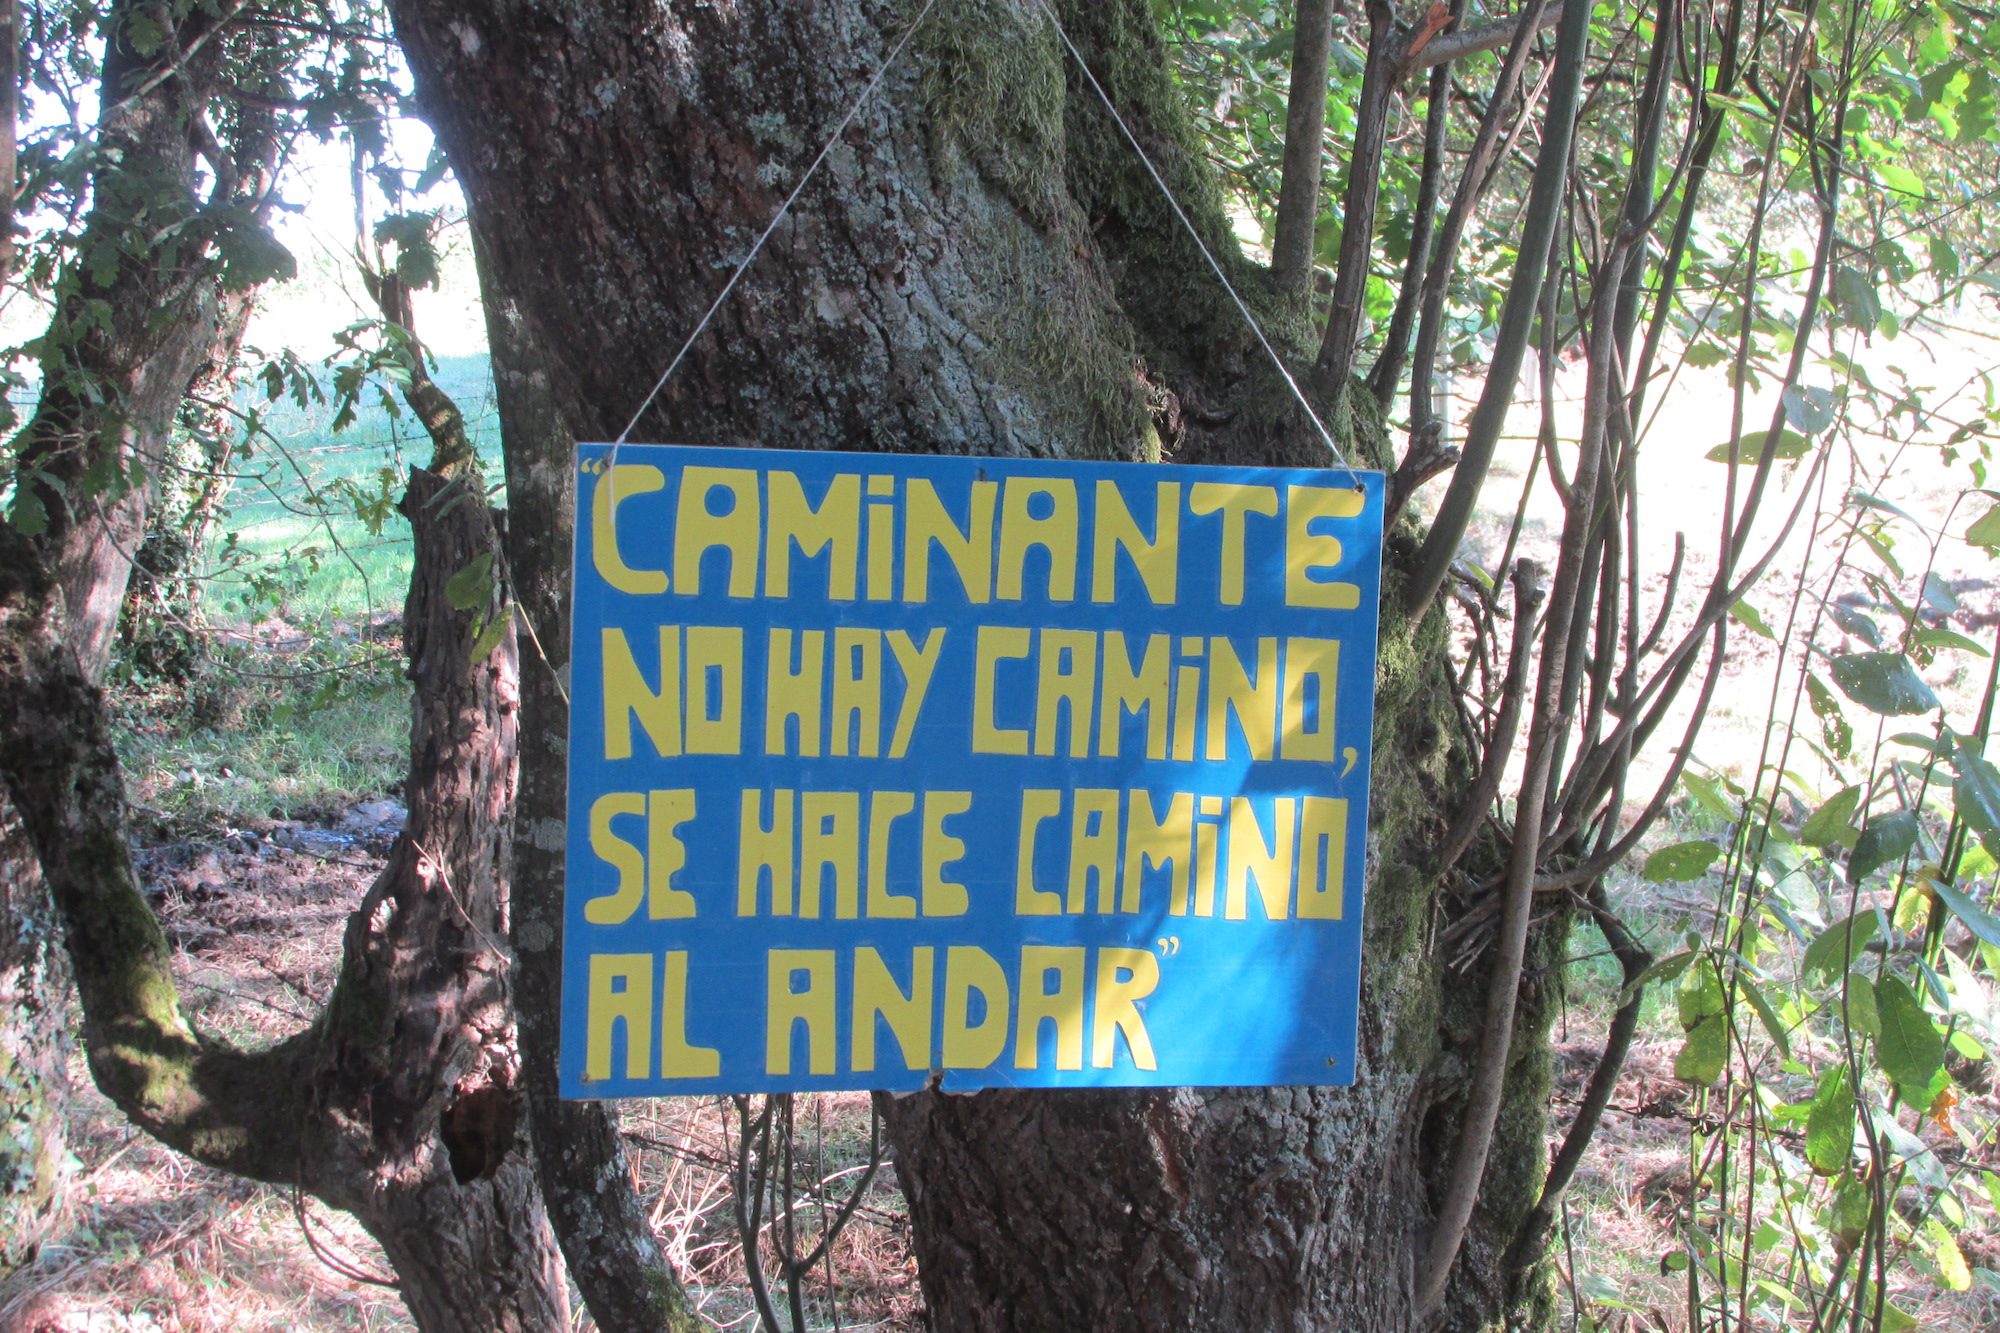 “CAMiNANTE
NO HAY CAMiNO,
SE HACE CAMiNO
AL ANDAR”